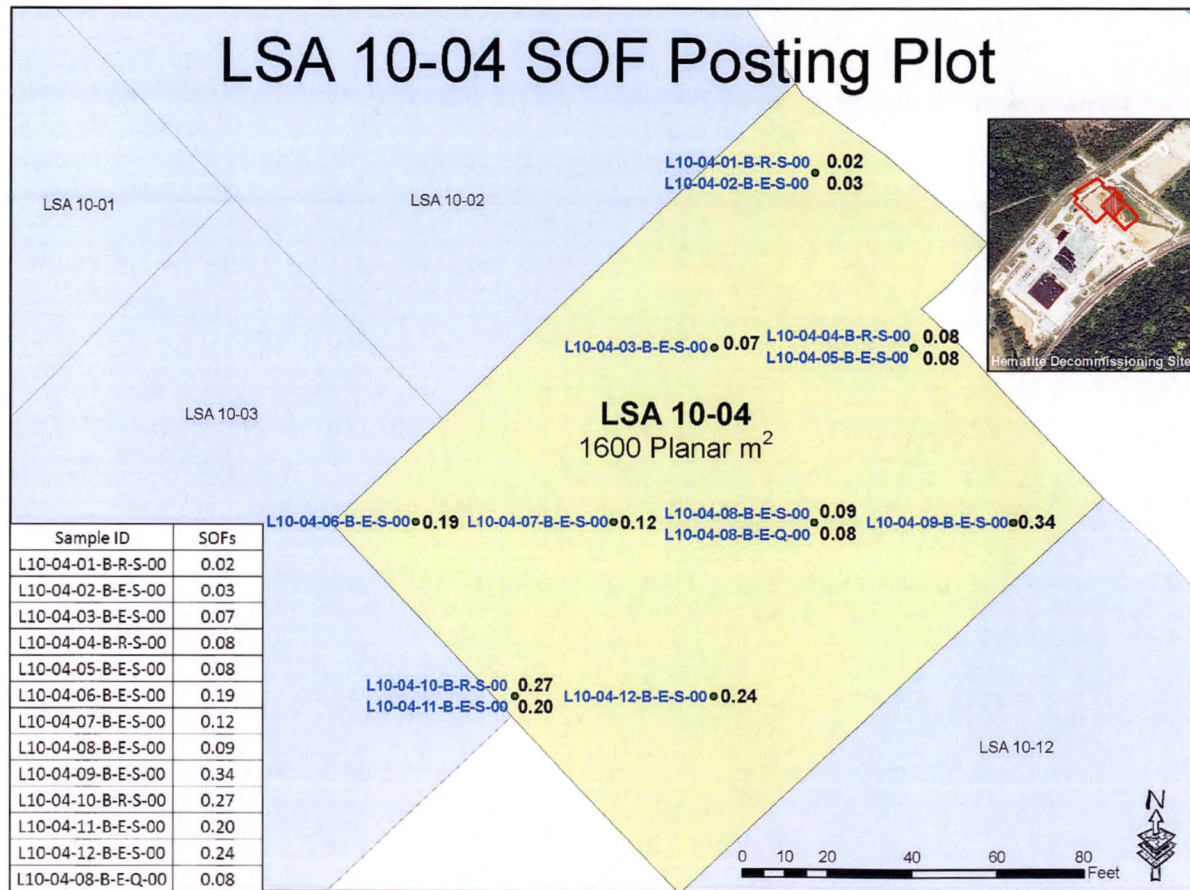 LSA 10-04 SOF Posting Plot
L10-04-01-B-R-S-00 0.02
L10-04-02-B-E-S-00 0.03
LSA 10-01
LSA 10-02
L10-04-03-B-E-S-00 0.07
L10-04-04-B-R-S-00 0.08
L10-04-05-B-E-S-00 0.08
Hematite Decommissioning Site
LSA 10-03
LSA 10-04
1600 Planar m²
L10-04-06-B-E-S-00 0.19
L10-04-07-B-E-S-00 0.12
L10-04-08-B-E-S-00 0.09
L10-04-08-B-E-Q-00 0.08
L10-04-09-B-E-S-00 0.34
L10-04-10-B-R-S-00 0.27
L10-04-11-B-E-S-00 0.20
L10-04-12-B-E-S-00 0.24
LSA 10-12
Sample ID SOFs
L10-04-01-B-R-S-00 0.02
L10-04-02-B-E-S-00 0.03
L10-04-03-B-E-S-00 0.07
L10-04-04-B-R-S-00 0.08
L10-04-05-B-E-S-00 0.08
L10-04-06-B-E-S-00 0.19
L10-04-07-B-E-S-00 0.12
L10-04-08-B-E-S-00 0.09
L10-04-09-B-E-S-00 0.34
L10-04-10-B-R-S-00 0.27
L10-04-11-B-E-S-00 0.20
L10-04-12-B-E-S-00 0.24
L10-04-08-B-E-Q-00 0.08
N
0 10 20 40 60 80
Feet